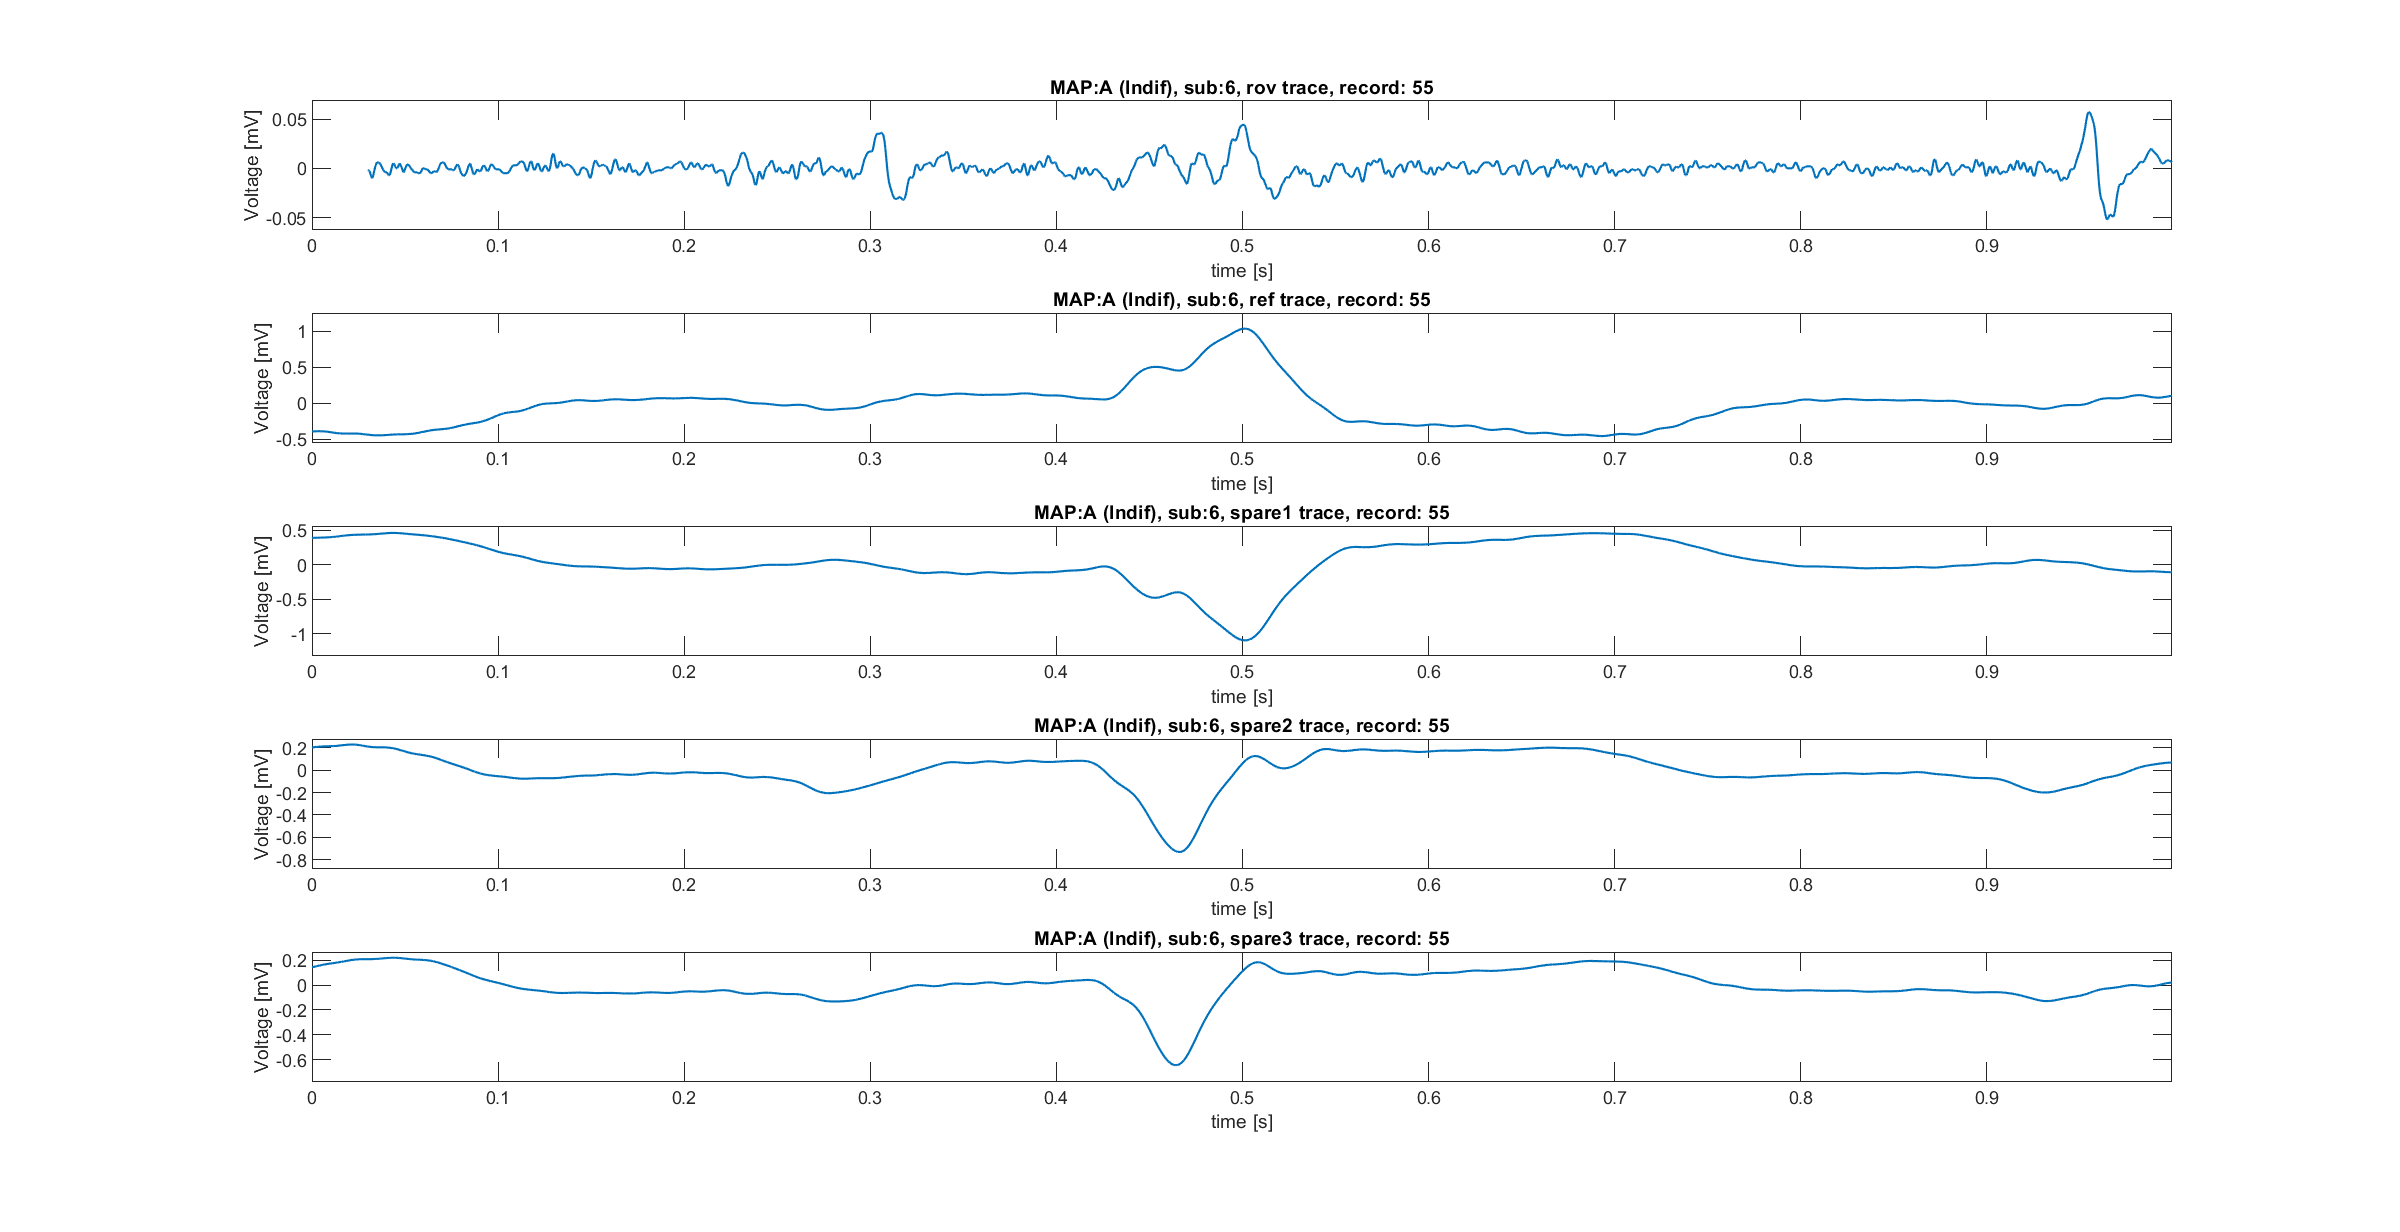 MAP:A (Indif), sub:6, rov trace, record: 55
Voltage [mV]
0.05
0
-0.05
0 0.1 0.2 0.3 0.4 0.5 0.6 0.7 0.8 0.9
time [s]
MAP:A (Indif), sub:6, ref trace, record: 55
Voltage [mV]
1
0.5
0
-0.5
0 0.1 0.2 0.3 0.4 0.5 0.6 0.7 0.8 0.9
time [s]
MAP:A (Indif), sub:6, spare1 trace, record: 55
Voltage [mV]
0.5
0
-0.5
-1
0 0.1 0.2 0.3 0.4 0.5 0.6 0.7 0.8 0.9
time [s]
MAP:A (Indif), sub:6, spare2 trace, record: 55
Voltage [mV]
0.2
0
-0.2
-0.4
-0.6
-0.8
0 0.1 0.2 0.3 0.4 0.5 0.6 0.7 0.8 0.9
time [s]
MAP:A (Indif), sub:6, spare3 trace, record: 55
Voltage [mV]
0.2
0
-0.2
-0.4
-0.6
0 0.1 0.2 0.3 0.4 0.5 0.6 0.7 0.8 0.9
time [s]